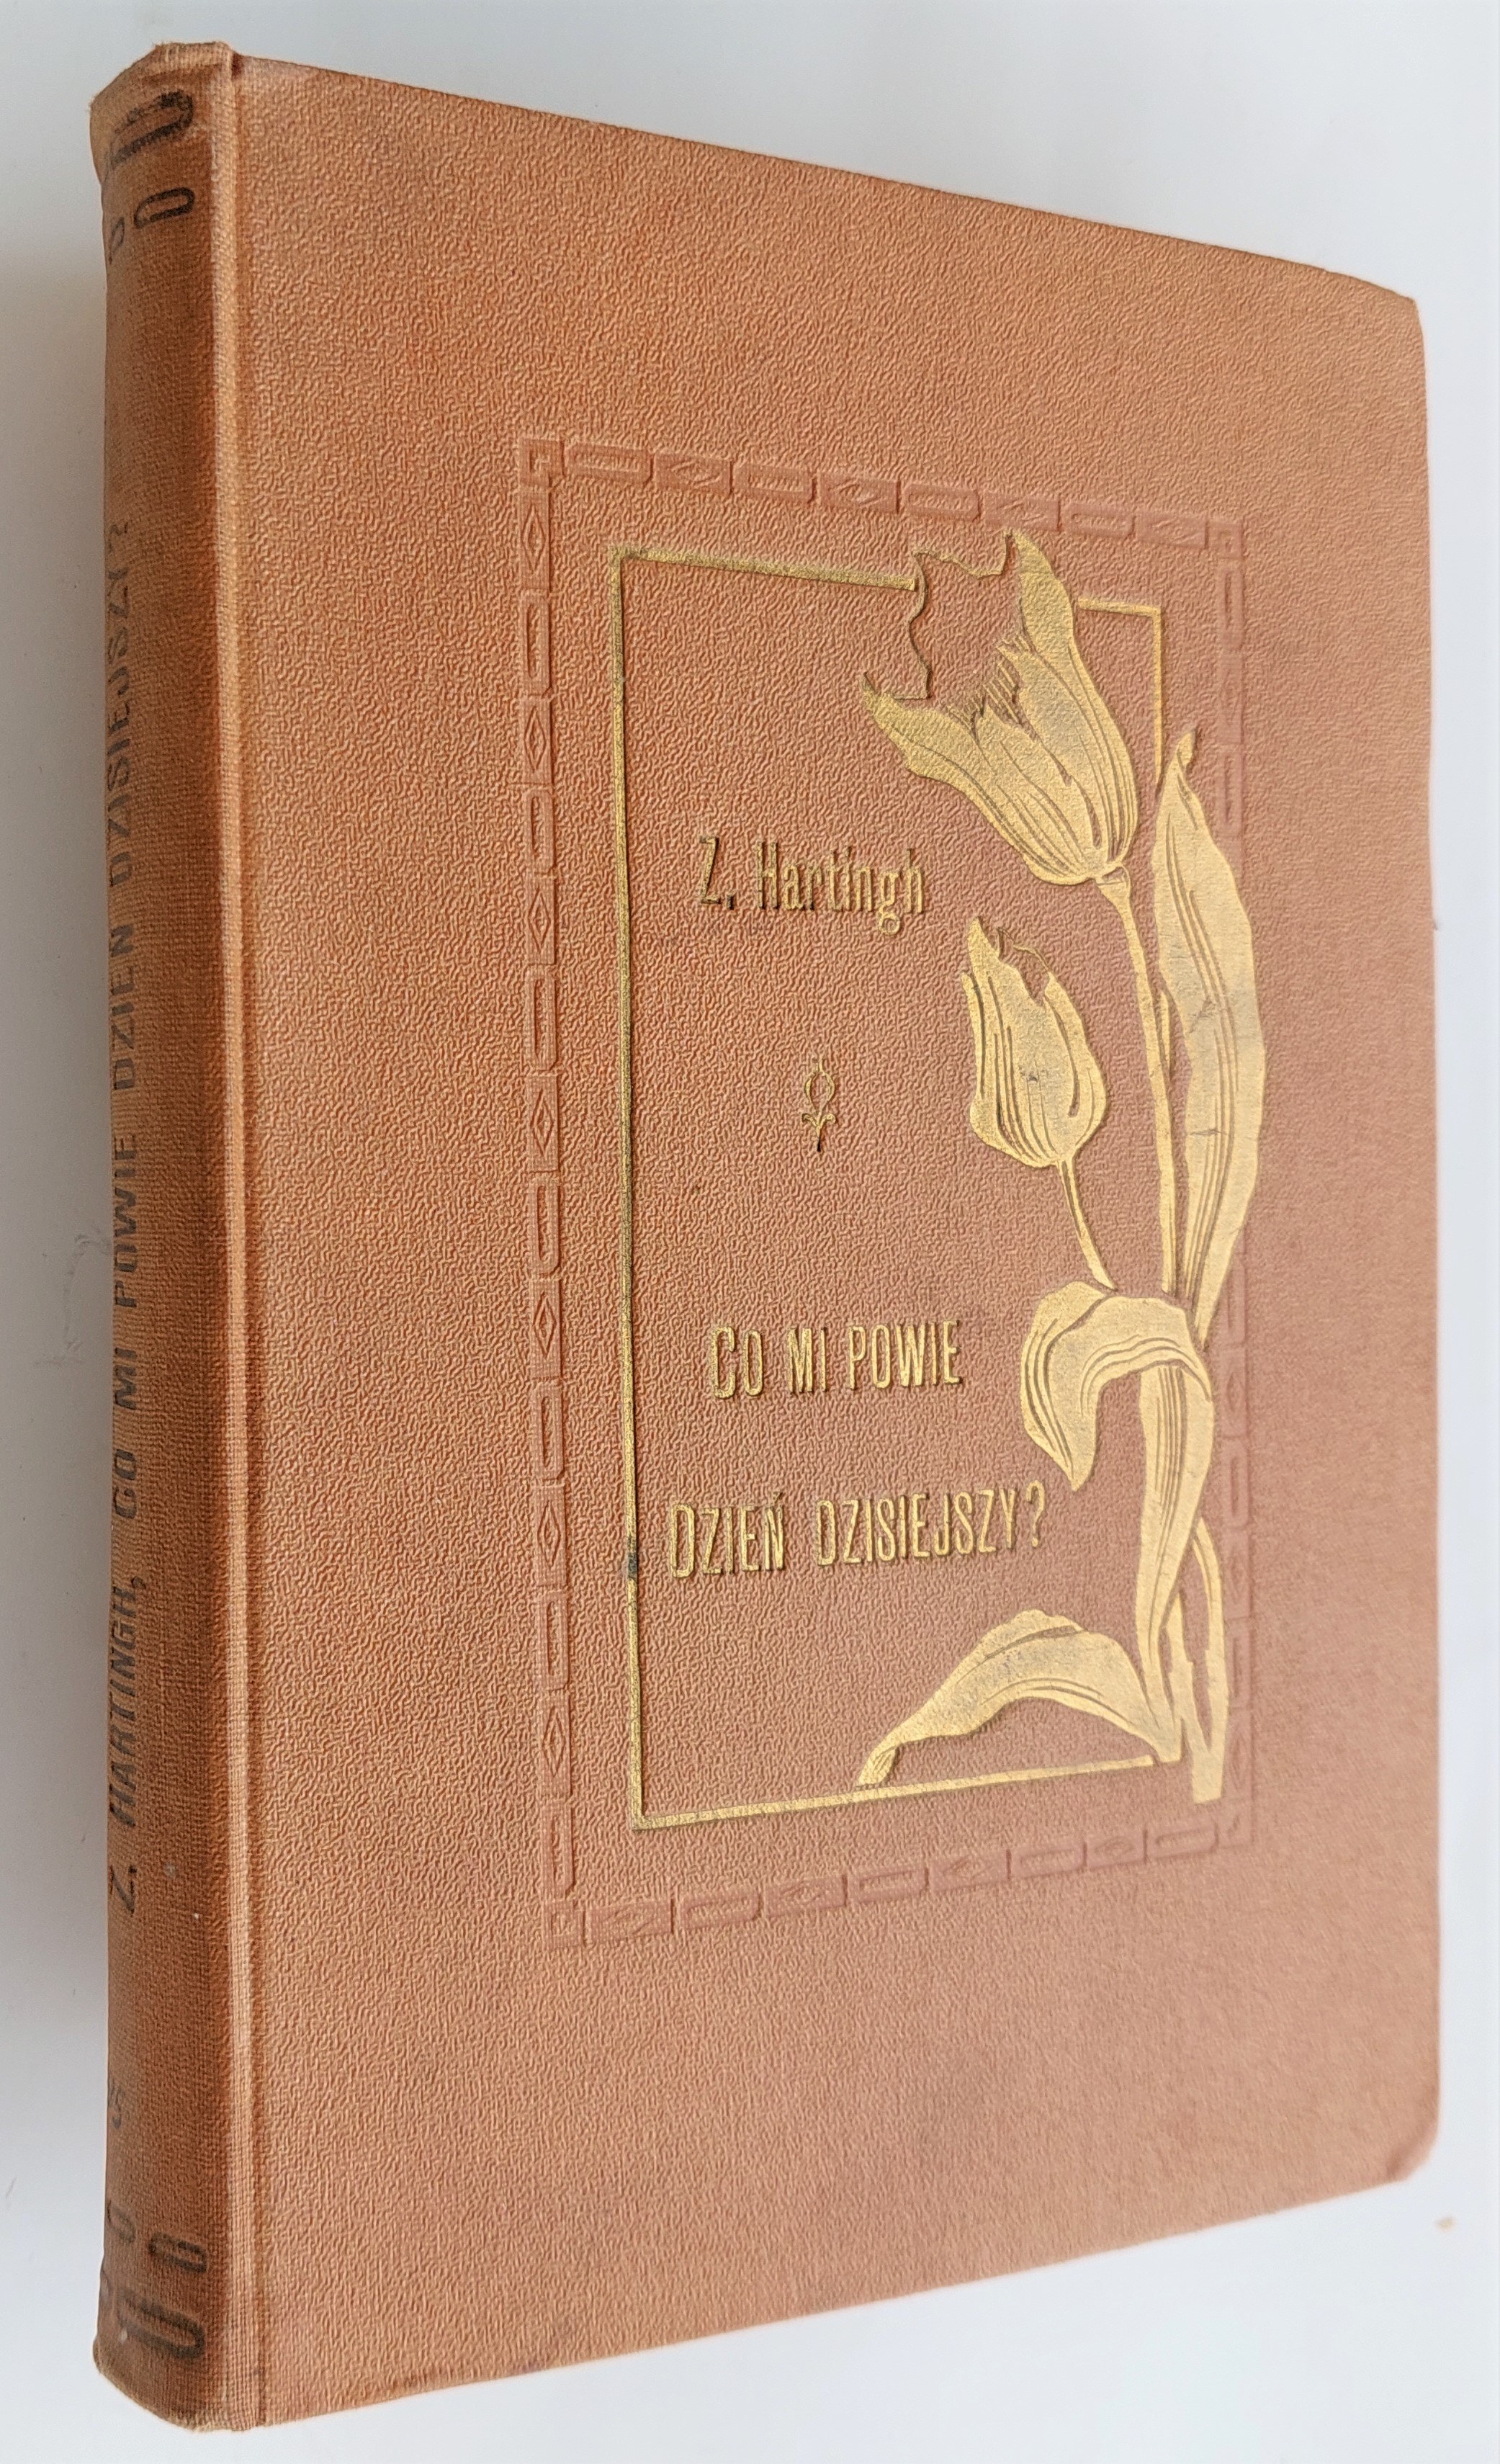 Z. HARTINGH, CO MI POWIE DZIEŃ DZISIEJSZY?
Z. Hartingh
CO MI POWIE
DZIEŃ DZISIEJSZY?